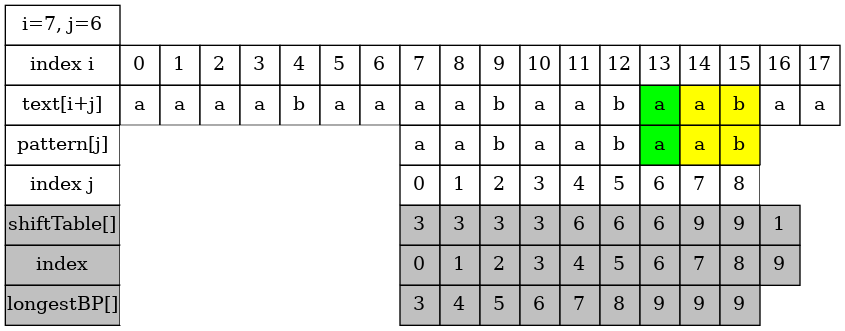 i=7, j=6
index i 0 1 2 3 4 5 6 7 8 9 10 11 12 13 14 15 16 17
text[i+j] a a a a b a a a a b a a b a a b a a
pattern[j] a a b a a b a a b
index j 0 1 2 3 4 5 6 7 8
shiftTable[] 3 3 3 3 6 6 6 9 9 1
index 0 1 2 3 4 5 6 7 8 9
longestBP[] 3 4 5 6 7 8 9 9 9